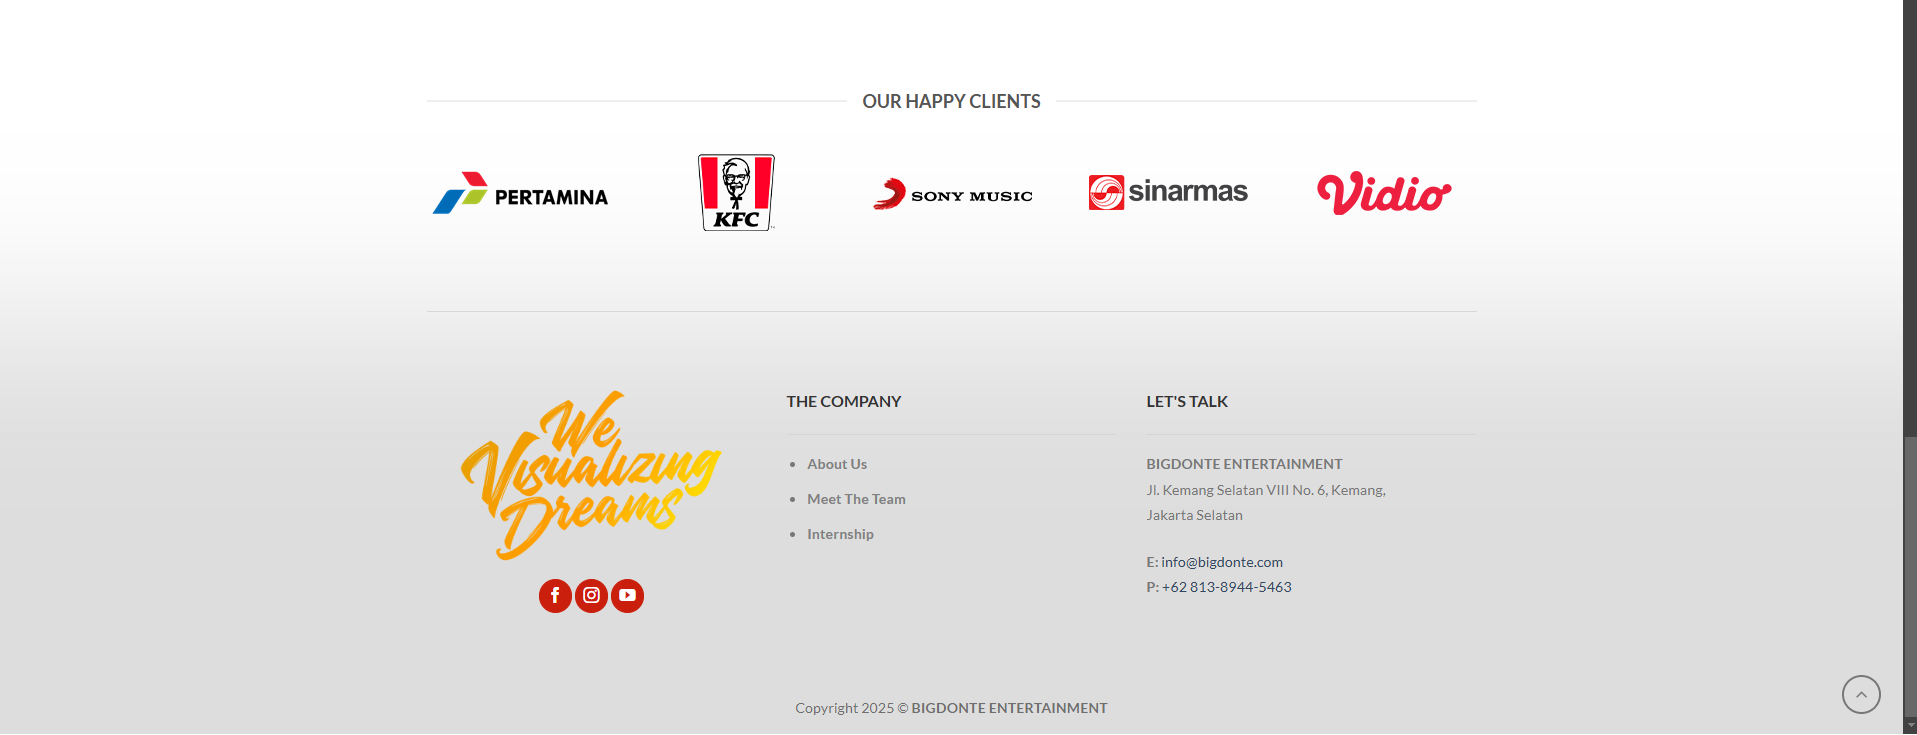 OUR HAPPY CLIENTS
PERTAMINA
KFC
SONY MUSIC
sinarmas
Vidio
We
Visualizing
Dreams
THE COMPANY
About Us
Meet The Team
Internship
LET'S TALK
BIGDONTE ENTERTAINMENT
Jl. Kemang Selatan VIII No. 6, Kemang,
Jakarta Selatan
E: info@bigdonte.com
P: +62 813-8944-5463
Copyright 2025 © BIGDONTE ENTERTAINMENT